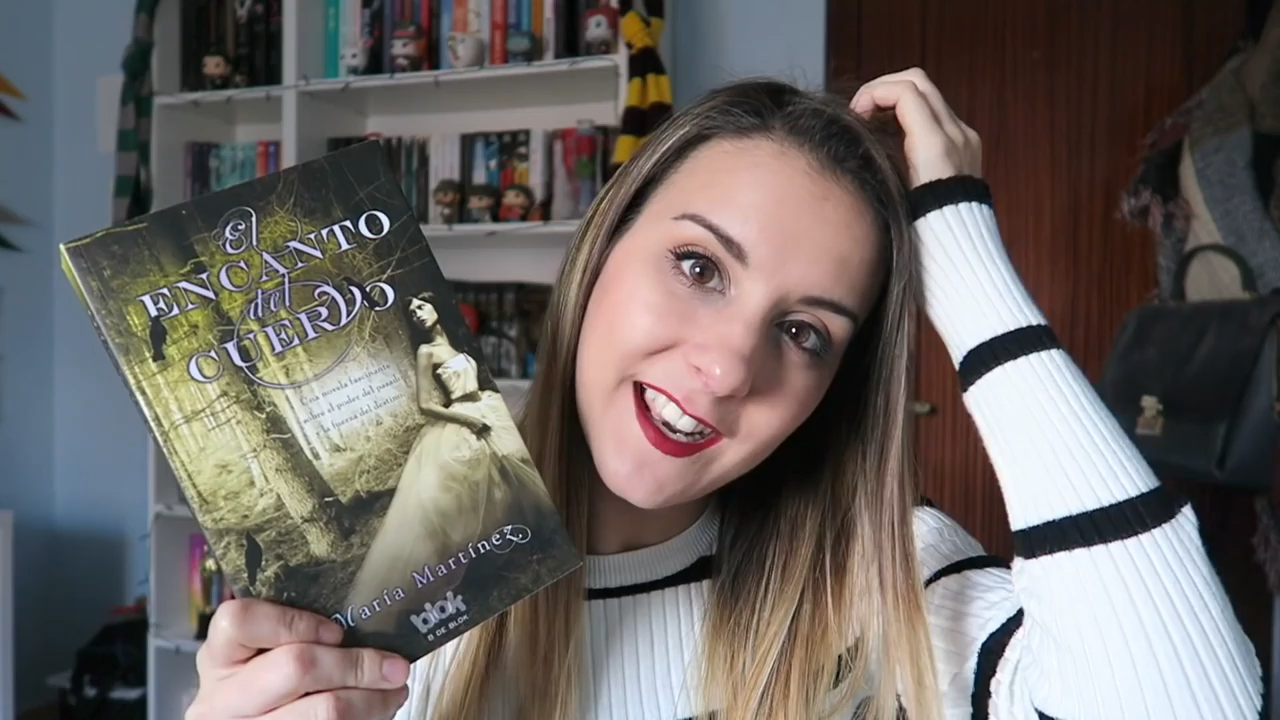 El
ENCANTO
del
CUERVO
Una novela fascinante
sobre el poder del pasado
y la fuerza del destino.
María Martínez
blok
B DE BLOK